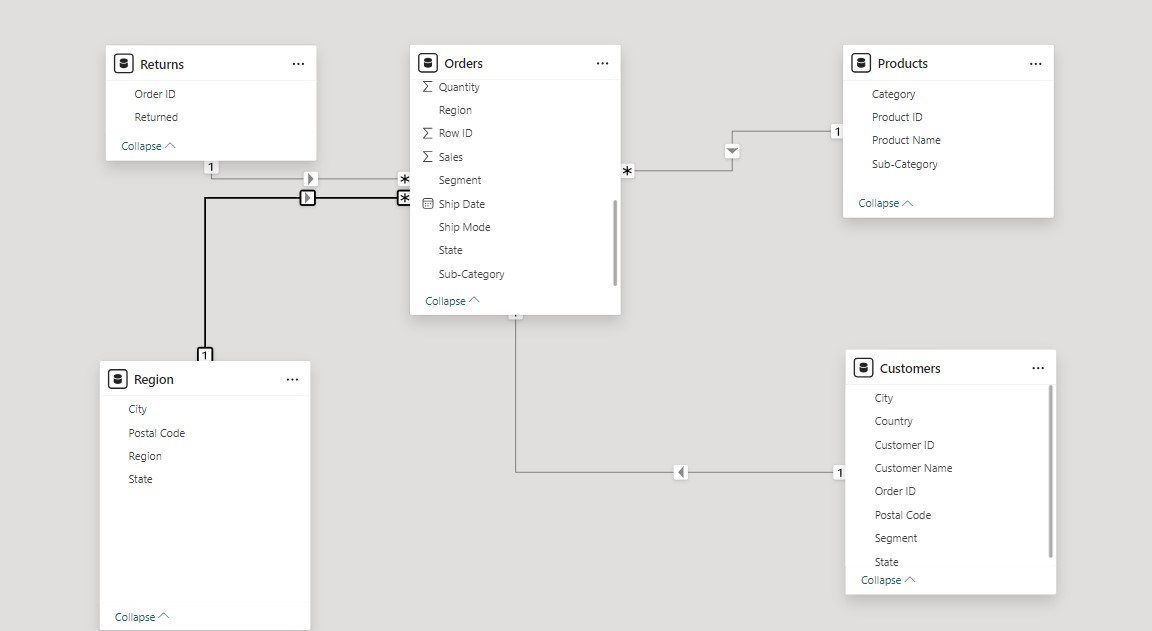 Returns
Order ID
Returned
Collapse
1
*
*
Orders
Quantity
Region
Row ID
Sales
Segment
Ship Date
Ship Mode
State
Sub-Category
Collapse
*
1
Products
Category
Product ID
Product Name
Sub-Category
Collapse
1
Region
City
Postal Code
Region
State
Collapse
1
Customers
City
Country
Customer ID
Customer Name
Order ID
Postal Code
Segment
State
Collapse